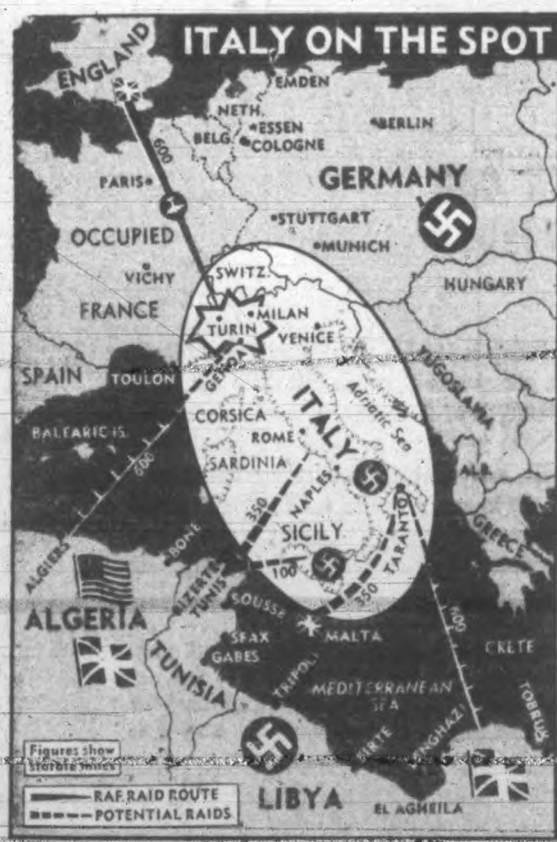 ITALY ON THE SPOT
ENGLAND
EMDEN
NETH.
BELG.
ESSEN
COLOGNE
BERLIN
600
PARIS
GERMANY
1
STUTTGART
OCCUPIED
MUNICH
VICHY
SWITZ.
HUNGARY
FRANCE
MILAN
TURIN
VENICE
SPAIN
TOULON
GENOA
YUGOSLAVIA
Adriatic Sea
CORSICA
ITALY
BALEARIC IS.
ROME
SARDINIA
600
NAPLES
ALB.
350
SICILY
TARANTO
GREECE
ALGIERS
BONE
100
BIZERTE
TUNIS
350
ALGERIA
SOUSSE
600
MALTA
CRETE
SFAX
GABES
TUNISIA
TRIPOLI
MEDITERRANEAN
SEA
TOBRUK
SIRTE
BENGHAZI
Figures show
statute miles
RAF RAID ROUTE
POTENTIAL RAIDS
LIBYA
EL AGHEILA